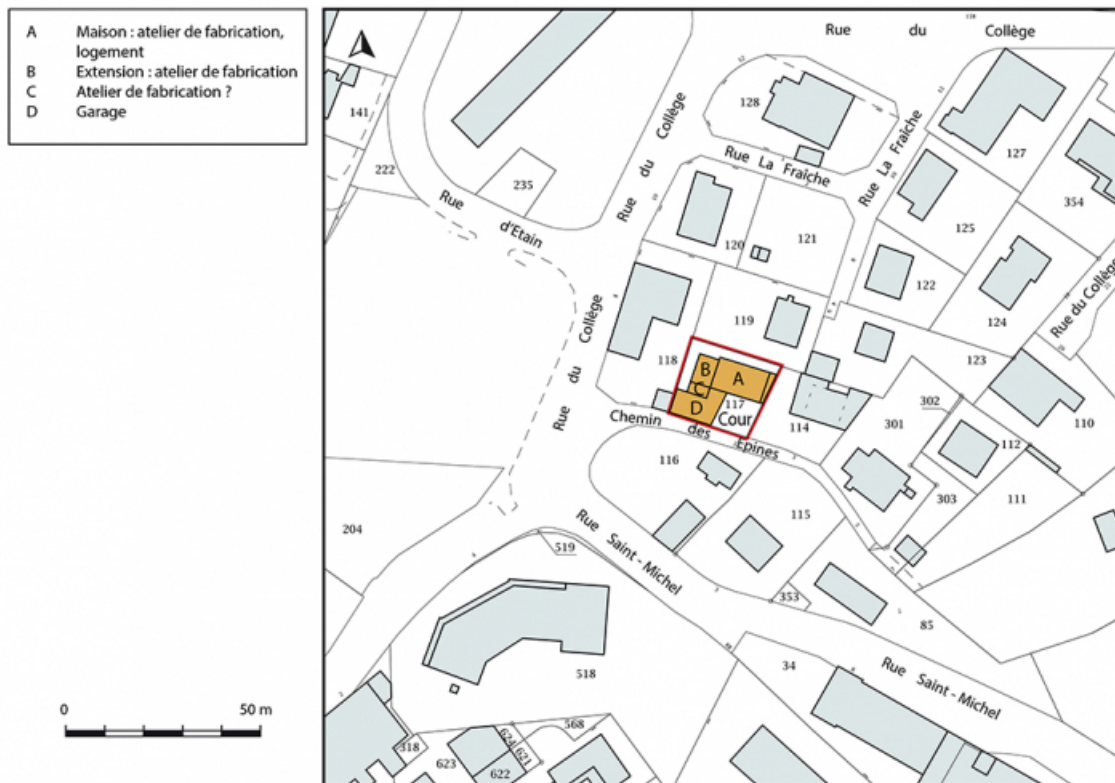 A Maison : atelier de fabrication,
logement
B Extension : atelier de fabrication
C Atelier de fabrication ?
D Garage
0 50 m
Rue du Collège
141
222
235
Rue d'Etain
Rue du Collège
128
Rue La Fraîche
Rue La Fraîche
127
354
125
120
121
122
124
Rue du Collège
119
118
123
B
A
C
D
117
Cour
114
Rue du Collège
Chemin des Epines
302
301
112
110
116
303
111
115
204
519
Rue Saint-Michel
353
85
518
34
Rue Saint-Michel
568
318
623
624
621
622